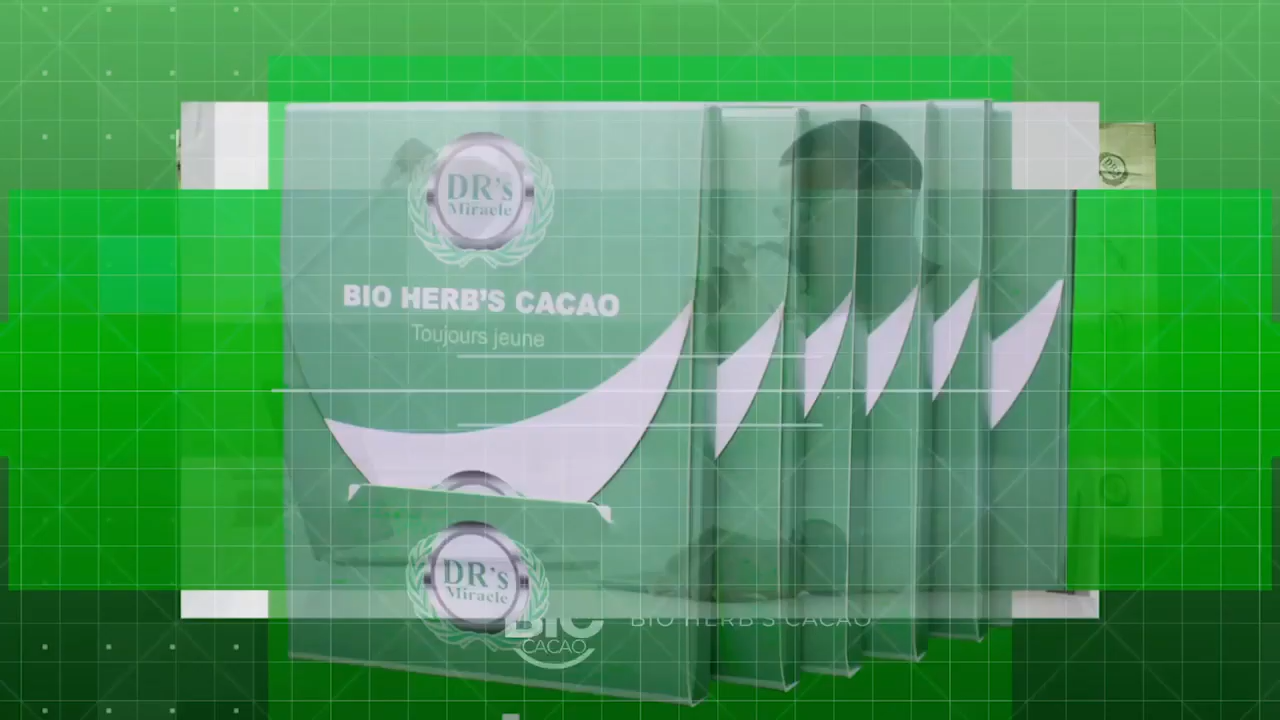 DR's
Miracle
BIO HERB'S CACAO
Toujours jeune
DR's
Miracle
BIO
CACAO
BIO HERB'S CACAO